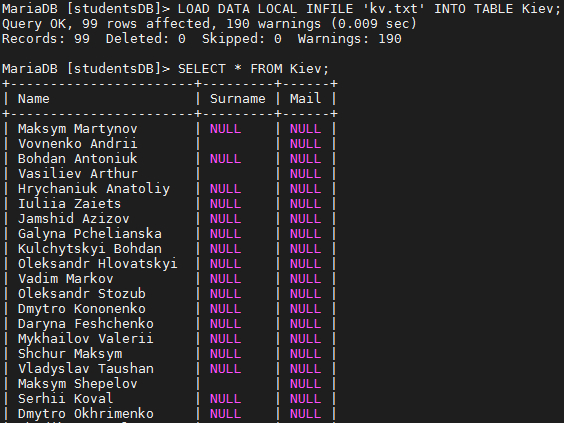 MariaDB [studentsDB]> LOAD DATA LOCAL INFILE 'kv.txt' INTO TABLE Kiev;
Query OK, 99 rows affected, 190 warnings (0.009 sec)
Records: 99  Deleted: 0  Skipped: 0  Warnings: 190
MariaDB [studentsDB]> SELECT * FROM Kiev;
+-----------------------+---------+------+
| Name                  | Surname | Mail |
+-----------------------+---------+------+
| Maksym Martynov       | NULL    | NULL |
| Vovnenko Andrii       |         | NULL |
| Bohdan Antoniuk       | NULL    | NULL |
| Vasiliev Arthur       |         | NULL |
| Hrychaniuk Anatoliy   | NULL    | NULL |
| Iuliia Zaiets         | NULL    | NULL |
| Jamshid Azizov        | NULL    | NULL |
| Galyna Pchelianska    | NULL    | NULL |
| Kulchytskyi Bohdan    | NULL    | NULL |
| Oleksandr Hlovatskyi  | NULL    | NULL |
| Vadim Markov          | NULL    | NULL |
| Oleksandr Stozub      | NULL    | NULL |
| Dmytro Kononenko      | NULL    | NULL |
| Daryna Feshchenko     | NULL    | NULL |
| Mykhailov Valerii     | NULL    | NULL |
| Shchur Maksym         | NULL    | NULL |
| Vladyslav Taushan     | NULL    | NULL |
| Maksym Shepelov       |         | NULL |
| Serhii Koval          | NULL    | NULL |
| Dmytro Okhrimenko     | NULL    | NULL |